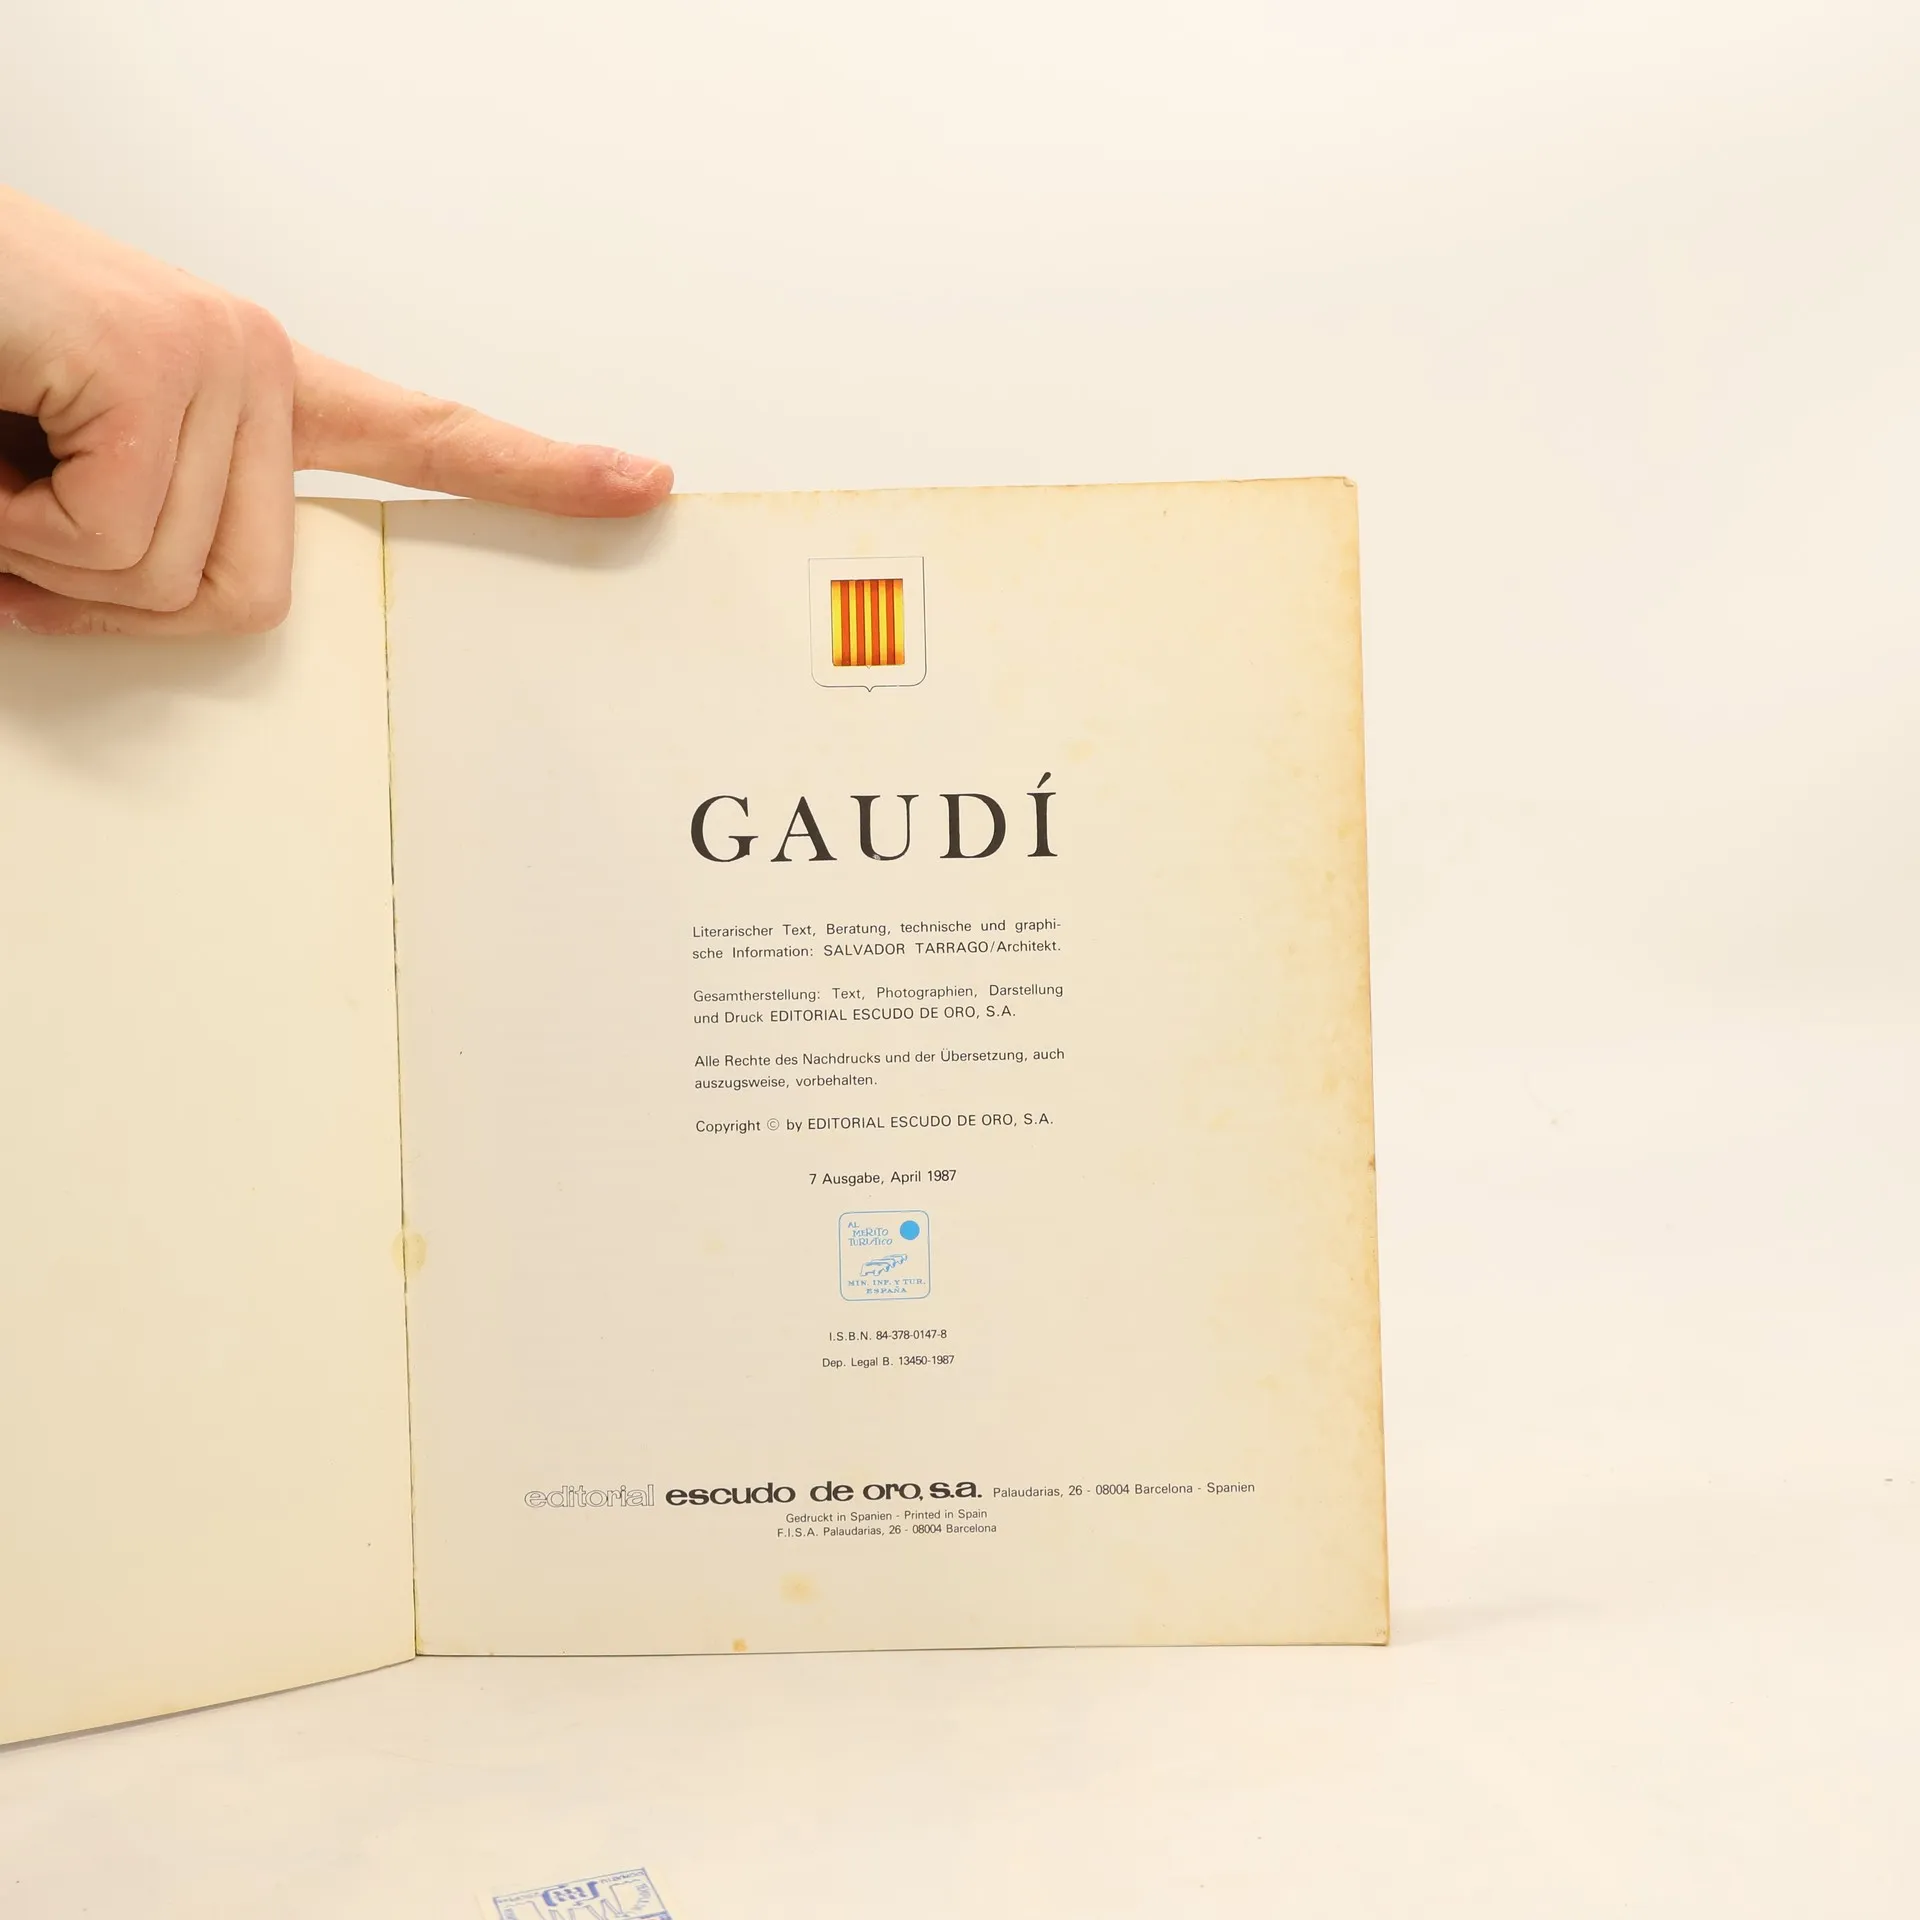 GAUDÍ
Literarischer Text, Beratung, technische und graphi-
sche Information: SALVADOR TARRAGO/Architekt.
Gesamtherstellung: Text, Photographien, Darstellung
und Druck EDITORIAL ESCUDO DE ORO, S.A.
Alle Rechte des Nachdrucks und der Übersetzung, auch
auszugsweise, vorbehalten.
Copyright © by EDITORIAL ESCUDO DE ORO, S.A.
7 Ausgabe, April 1987
AL
MERITO
TURISTICO
MIN. INF. Y TUR.
ESPAÑA
I.S.B.N. 84-378-0147-8
Dep. Legal B. 13450-1987
editorial escudo de oro, s.a. Palaudarias, 26 - 08004 Barcelona - Spanien
Gedruckt in Spanien - Printed in Spain
F.I.S.A. Palaudarias, 26 - 08004 Barcelona